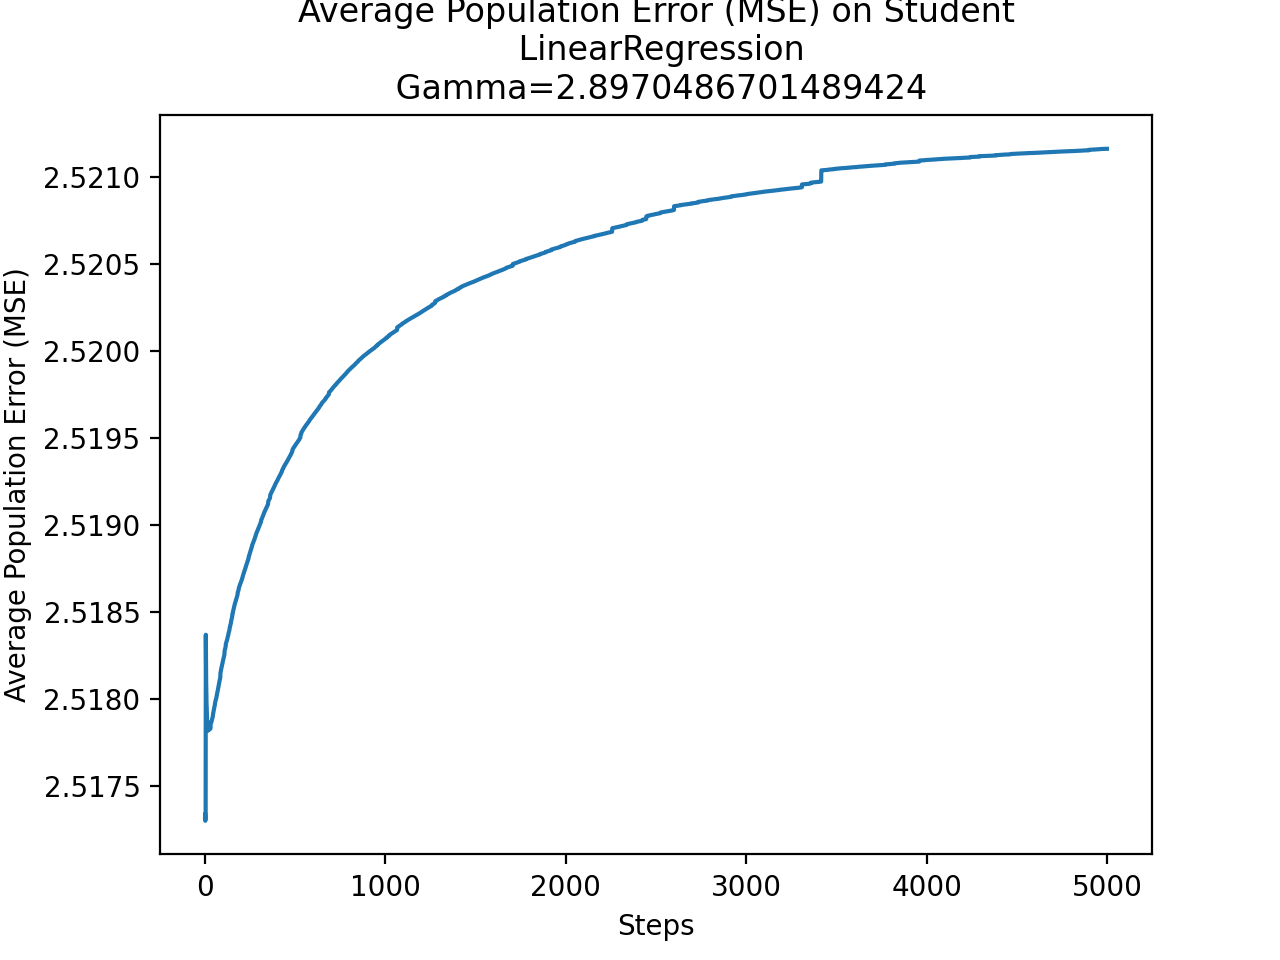 Average Population Error (MSE) on Student
LinearRegression
Gamma=2.8970486701489424
Average Population Error (MSE)
2.5210
2.5205
2.5200
2.5195
2.5190
2.5185
2.5180
2.5175
0 1000 2000 3000 4000 5000
Steps